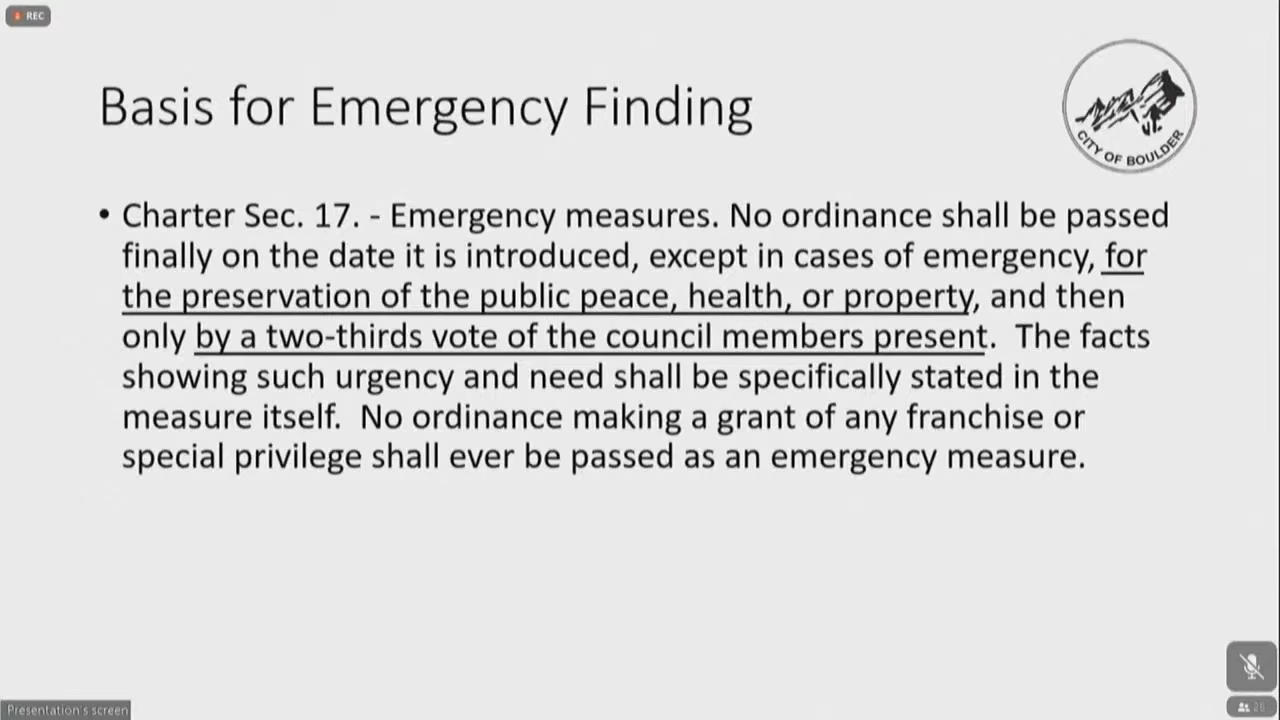 REC
Basis for Emergency Finding
CITY OF BOULDER
• Charter Sec. 17. - Emergency measures. No ordinance shall be passed
finally on the date it is introduced, except in cases of emergency, for
the preservation of the public peace, health, or property, and then
only by a two-thirds vote of the council members present.  The facts
showing such urgency and need shall be specifically stated in the
measure itself.  No ordinance making a grant of any franchise or
special privilege shall ever be passed as an emergency measure.
Presentation's screen